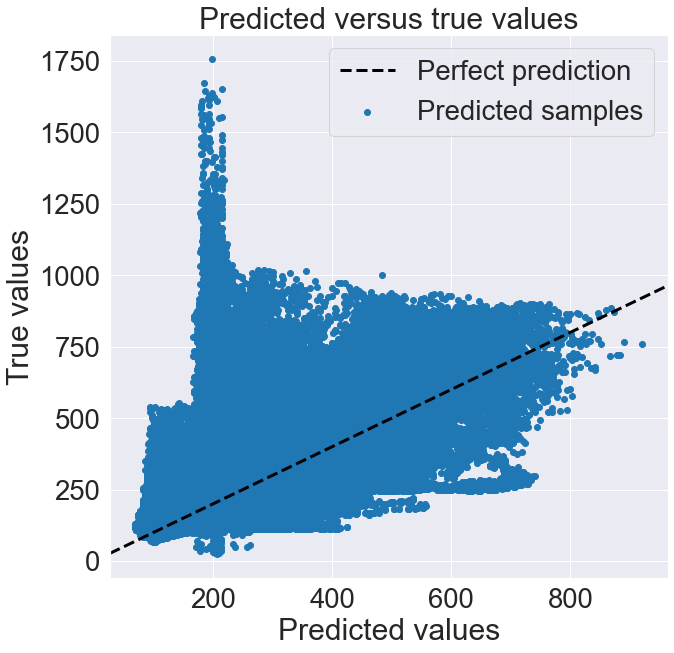 Predicted versus true values
Perfect prediction
Predicted samples
True values
1750
1500
1250
1000
750
500
250
0
200 400 600 800
Predicted values